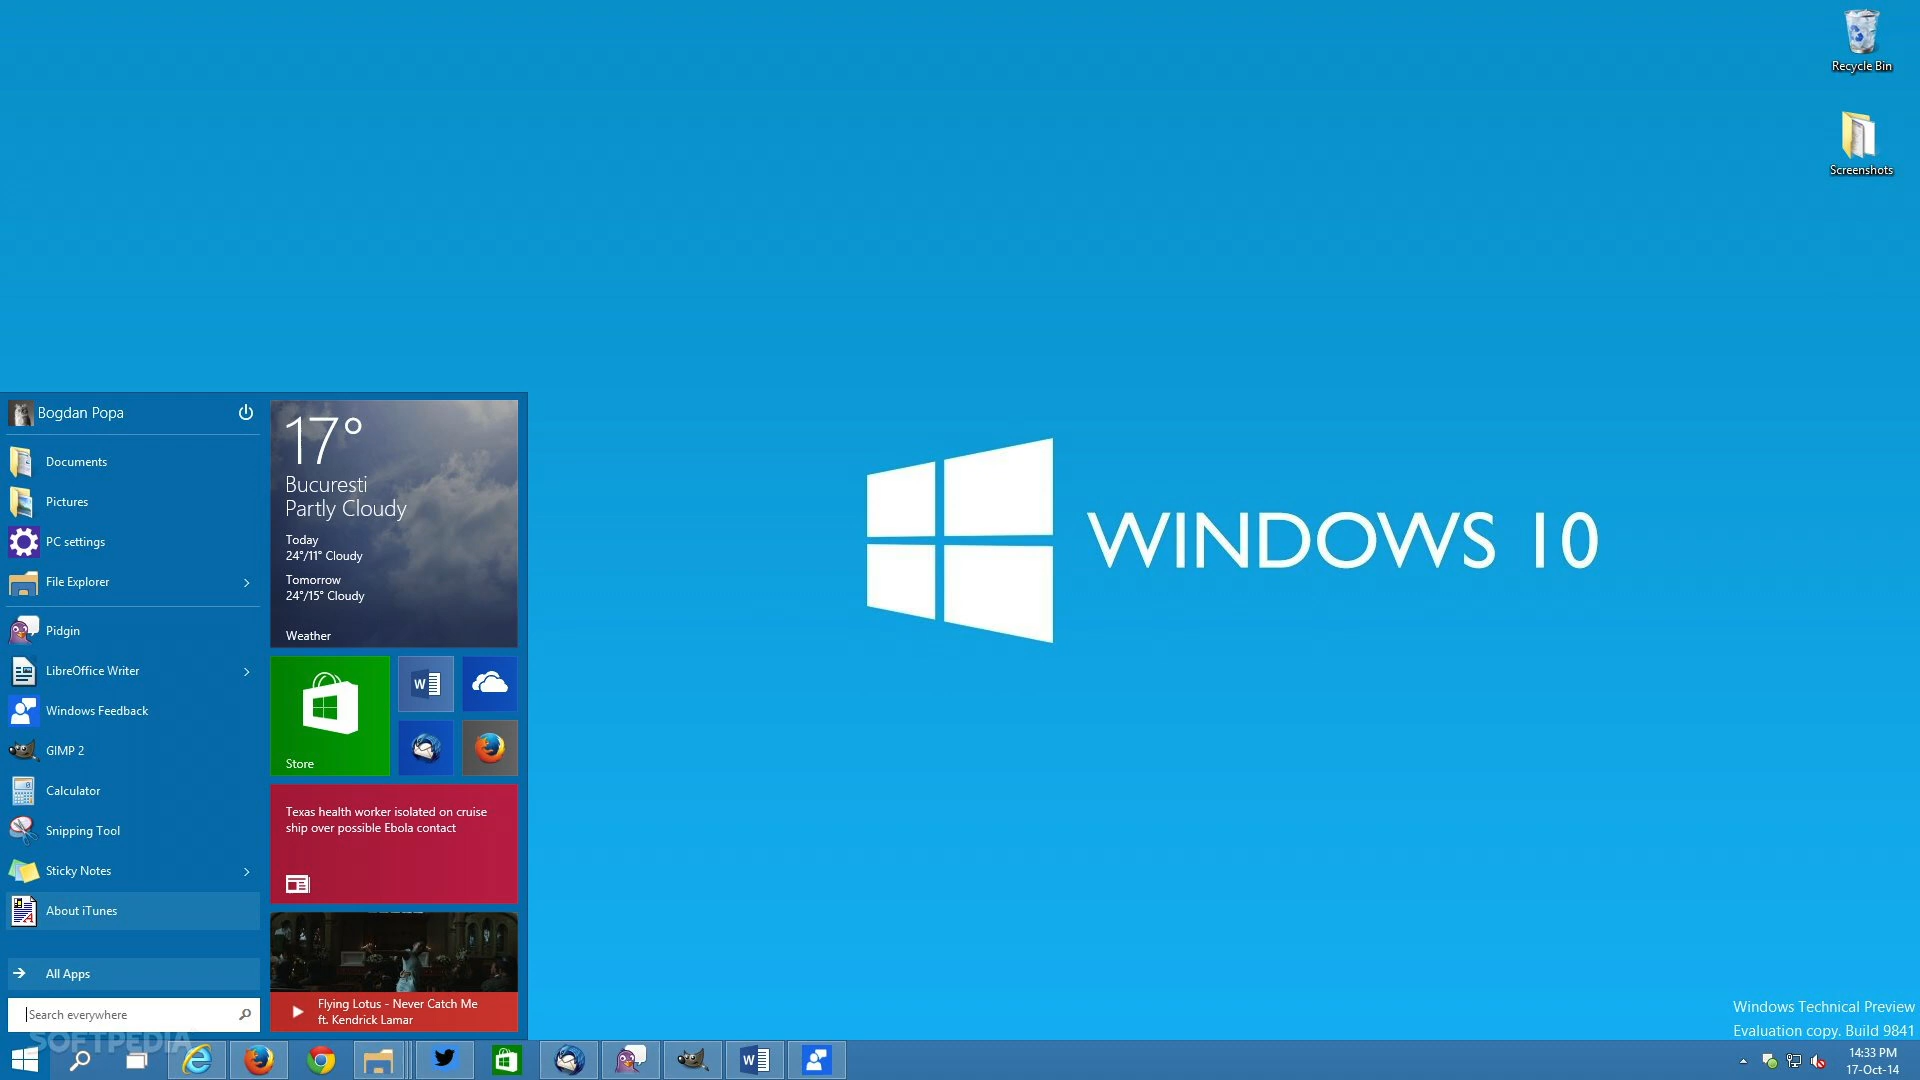 Recycle Bin
Screenshots
WINDOWS 10
Bogdan Popa
Documents
Pictures
PC settings
File Explorer
Pidgin
LibreOffice Writer
Windows Feedback
GIMP 2
Calculator
Snipping Tool
Sticky Notes
About iTunes
All Apps
Search everywhere
SOFTPEDIA
17°
Bucuresti
Partly Cloudy
Today
24°/11° Cloudy
Tomorrow
24°/15° Cloudy
Weather
Store
W
Texas health worker isolated on cruise
ship over possible Ebola contact
Flying Lotus - Never Catch Me
ft. Kendrick Lamar
Windows Technical Preview
Evaluation copy. Build 9841
W
14:33 PM
17-Oct-14